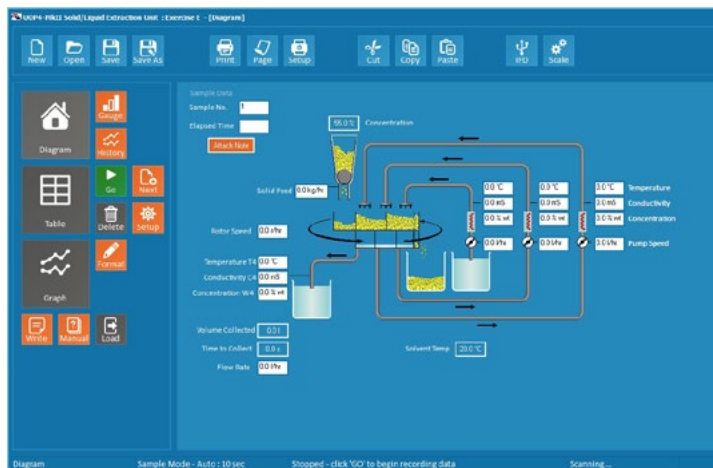 UOP4-MkII Solid/Liquid Extraction Unit :Exercise E - [Diagram]
New Open Save Save As Print Page Setup Cut Copy Paste IFD Scale
Sample Data
Sample No. 1
Elapsed Time
Attach Note
55.0 % Concentration
Diagram
Gauge
History
Go
Next
Table
Delete
Setup
Format
Graph
Write
Manual
Load
Solid Feed 0.0 kg/hr
Rotor Speed 0.0 r/hr
0.0 °C 0.0 °C 0.0 °C Temperature
0.0 mS 0.0 mS 0.0 mS Conductivity
0.0 % wt 0.0 % wt 0.0 % wt Concentration
0.0 l/hr 0.0 l/hr 0.0 l/hr Pump Speed
Temperature T4 0.0 °C
Conductivity C4 0.0 mS
Concentration W4 0.0 % wt
Volume Collected 0.0 l
Time to Collect 0.0 s
Flow Rate 0.0 l/hr
Solvent Temp. 20.0 °C
Diagram Sample Mode - Auto : 10 sec Stopped - click 'GO' to begin recording data Scanning...